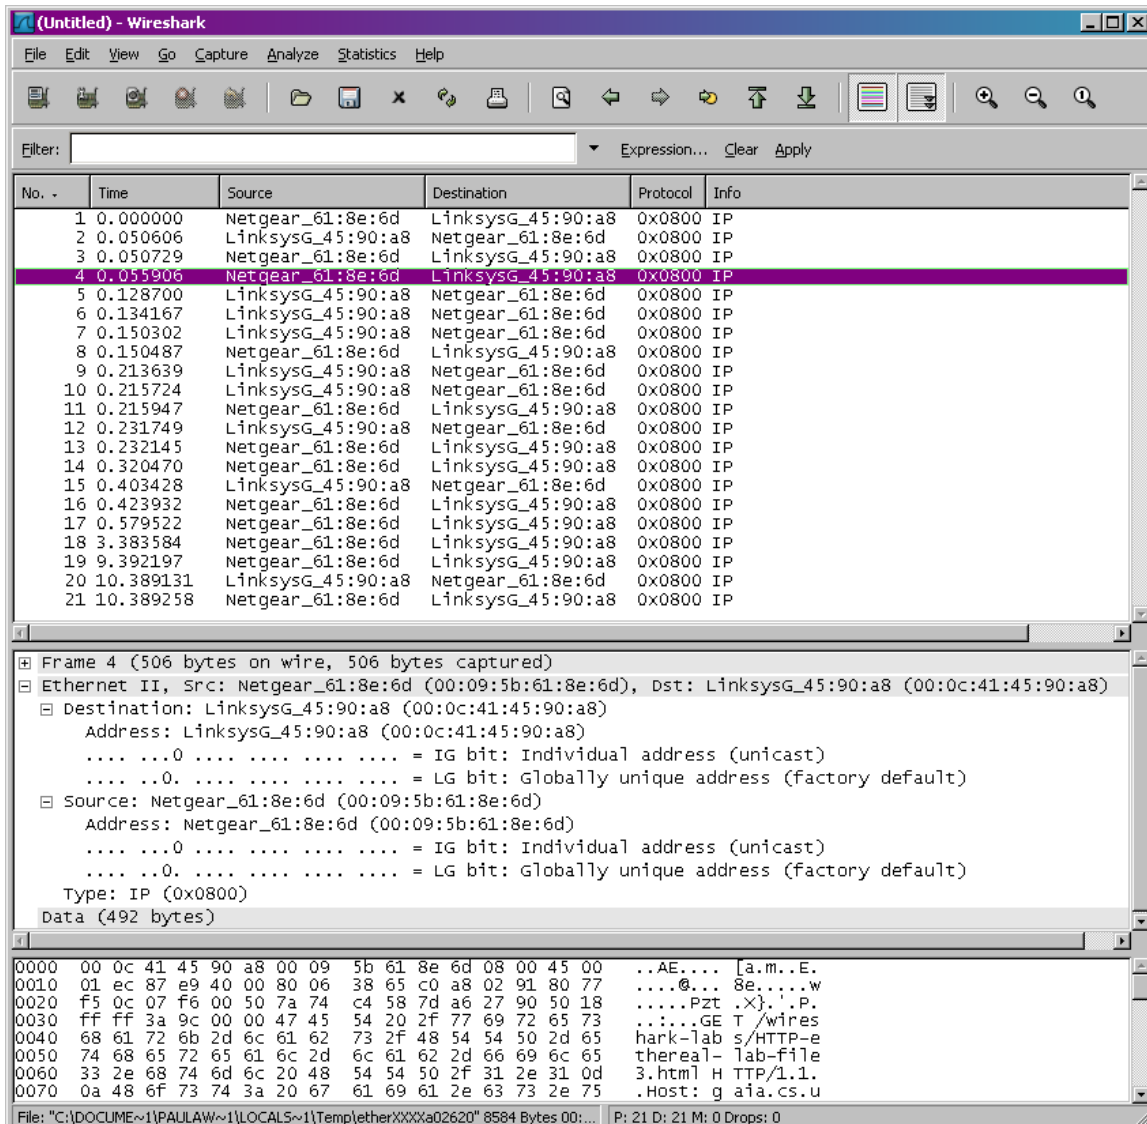 (Untitled) - Wireshark
File Edit View Go Capture Analyze Statistics Help
Filter: Expression... Clear Apply
No. - Time Source Destination Protocol Info
1 0.000000 Netgear_61:8e:6d LinksysG_45:90:a8 0x0800 IP
2 0.050606 LinksysG_45:90:a8 Netgear_61:8e:6d 0x0800 IP
3 0.050729 Netgear_61:8e:6d LinksysG_45:90:a8 0x0800 IP
4 0.055906 Netgear_61:8e:6d LinksysG_45:90:a8 0x0800 IP
5 0.128700 LinksysG_45:90:a8 Netgear_61:8e:6d 0x0800 IP
6 0.134167 LinksysG_45:90:a8 Netgear_61:8e:6d 0x0800 IP
7 0.150302 LinksysG_45:90:a8 Netgear_61:8e:6d 0x0800 IP
8 0.150487 Netgear_61:8e:6d LinksysG_45:90:a8 0x0800 IP
9 0.213639 LinksysG_45:90:a8 Netgear_61:8e:6d 0x0800 IP
10 0.215724 LinksysG_45:90:a8 Netgear_61:8e:6d 0x0800 IP
11 0.215947 Netgear_61:8e:6d LinksysG_45:90:a8 0x0800 IP
12 0.231749 LinksysG_45:90:a8 Netgear_61:8e:6d 0x0800 IP
13 0.232145 Netgear_61:8e:6d LinksysG_45:90:a8 0x0800 IP
14 0.320470 Netgear_61:8e:6d LinksysG_45:90:a8 0x0800 IP
15 0.403428 LinksysG_45:90:a8 Netgear_61:8e:6d 0x0800 IP
16 0.423932 Netgear_61:8e:6d LinksysG_45:90:a8 0x0800 IP
17 0.579522 Netgear_61:8e:6d LinksysG_45:90:a8 0x0800 IP
18 3.383584 Netgear_61:8e:6d LinksysG_45:90:a8 0x0800 IP
19 9.392197 Netgear_61:8e:6d LinksysG_45:90:a8 0x0800 IP
20 10.389131 LinksysG_45:90:a8 Netgear_61:8e:6d 0x0800 IP
21 10.389258 Netgear_61:8e:6d LinksysG_45:90:a8 0x0800 IP
Frame 4 (506 bytes on wire, 506 bytes captured)
Ethernet II, Src: Netgear_61:8e:6d (00:09:5b:61:8e:6d), Dst: LinksysG_45:90:a8 (00:0c:41:45:90:a8)
Destination: LinksysG_45:90:a8 (00:0c:41:45:90:a8)
Address: LinksysG_45:90:a8 (00:0c:41:45:90:a8)
.... ...0 .... .... .... .... = IG bit: Individual address (unicast)
.... ..0. .... .... .... .... = LG bit: Globally unique address (factory default)
Source: Netgear_61:8e:6d (00:09:5b:61:8e:6d)
Address: Netgear_61:8e:6d (00:09:5b:61:8e:6d)
.... ...0 .... .... .... .... = IG bit: Individual address (unicast)
.... ..0. .... .... .... .... = LG bit: Globally unique address (factory default)
Type: IP (0x0800)
Data (492 bytes)
0000 00 0c 41 45 90 a8 00 09 5b 61 8e 6d 08 00 45 00 ..AE.... [a.m..E.
0010 01 ec 87 e9 40 00 80 06 38 65 c0 a8 02 91 80 77 ....@... 8e.....w
0020 f5 0c 07 f6 00 50 7a 74 c4 58 7d a6 27 90 50 18 .....Pzt .X}.'.P.
0030 ff ff 3a 9c 00 00 47 45 54 20 2f 77 69 72 65 73 ..:...GE T /wires
0040 68 61 72 6b 2d 6c 61 62 73 2f 48 54 54 50 2d 65 hark-lab s/HTTP-e
0050 74 68 65 72 65 61 6c 2d 6c 61 62 2d 66 69 6c 65 thereal- lab-file
0060 33 2e 68 74 6d 6c 20 48 54 54 50 2f 31 2e 31 0d 3.html H TTP/1.1.
0070 0a 48 6f 73 74 3a 20 67 61 69 61 2e 63 73 2e 75 .Host: g aia.cs.u
File: "C:\DOCUME~1\PAULAW~1\LOCALS~1\Temp\etherXXXXa02620" 8584 Bytes 00:... P: 21 D: 21 M: 0 Drops: 0